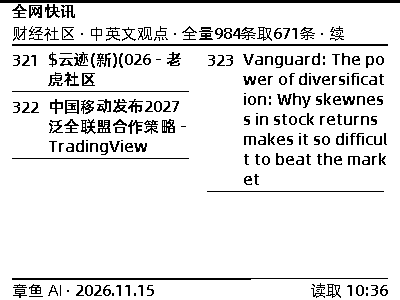 全网快讯
财经社区 · 中英文观点 · 全量984条取671条 · 续
321 $云迹(新)(026 - 老
虎社区
322 中国移动发布2027
泛全联盟合作策略 -
TradingView
323 Vanguard: The po
wer of diversificat
ion: Why skewnes
s in stock returns
makes it so difficul
t to beat the mark
et
章鱼 AI · 2026.11.15
读取 10:36